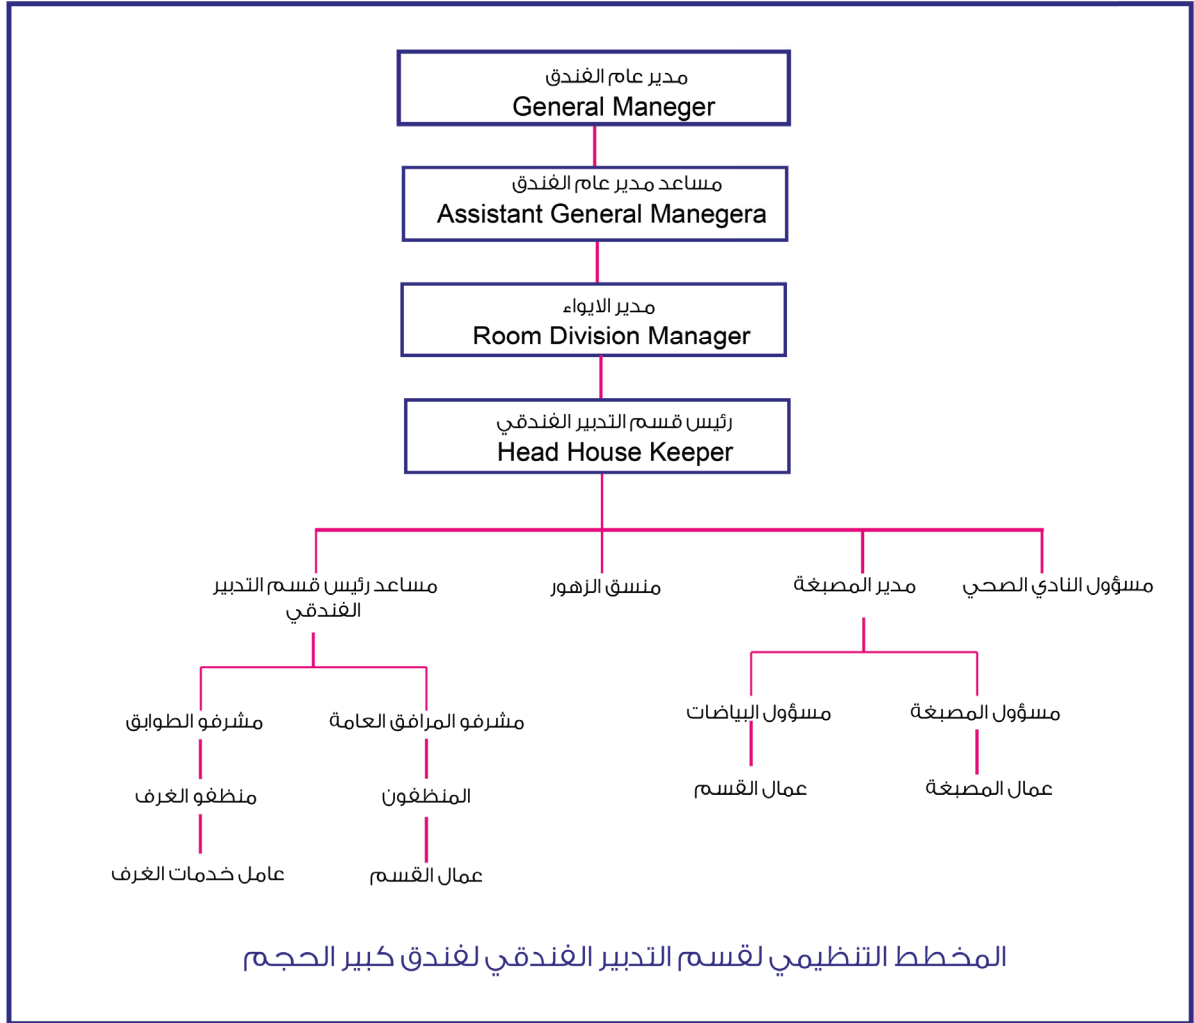 مدير عام الفندق
General Maneger
مساعد مدير عام الفندق
Assistant General Manegera
مدير الايواء
Room Division Manager
رئيس قسم التدبير الفندقي
Head House Keeper
مسؤول النادي الصحي
مدير المصبغة
منسق الزهور
مساعد رئيس قسم التدبير
الفندقي
مسؤول المصبغة
مسؤول البياضات
مشرفو المرافق العامة
مشرفو الطوابق
عمال المصبغة
عمال القسم
المنظفون
منظفو الغرف
عمال القسم
عامل خدمات الغرف
المخطط التنظيمي لقسم التدبير الفندقي لفندق كبير الحجم